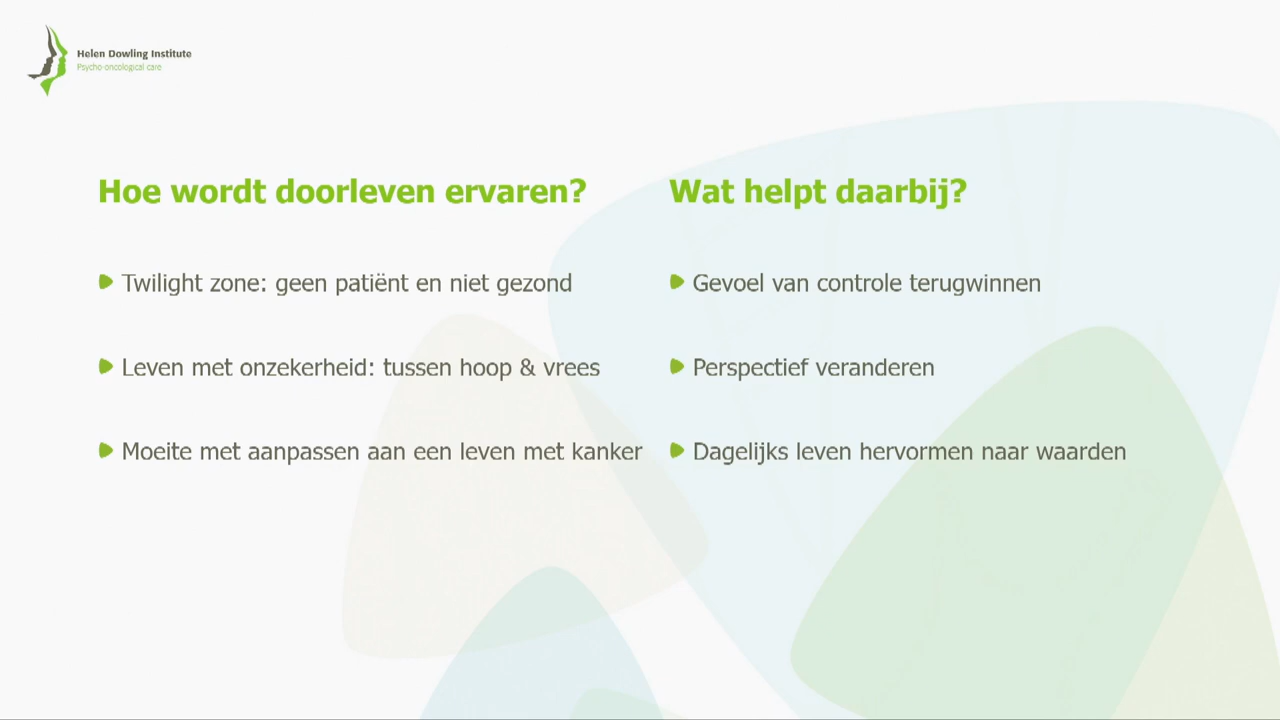 Helen Dowling Institute
Psycho-oncological care
Hoe wordt doorleven ervaren?
Twilight zone: geen patiënt en niet gezond
Leven met onzekerheid: tussen hoop & vrees
Moeite met aanpassen aan een leven met kanker
Wat helpt daarbij?
Gevoel van controle terugwinnen
Perspectief veranderen
Dagelijks leven hervormen naar waarden